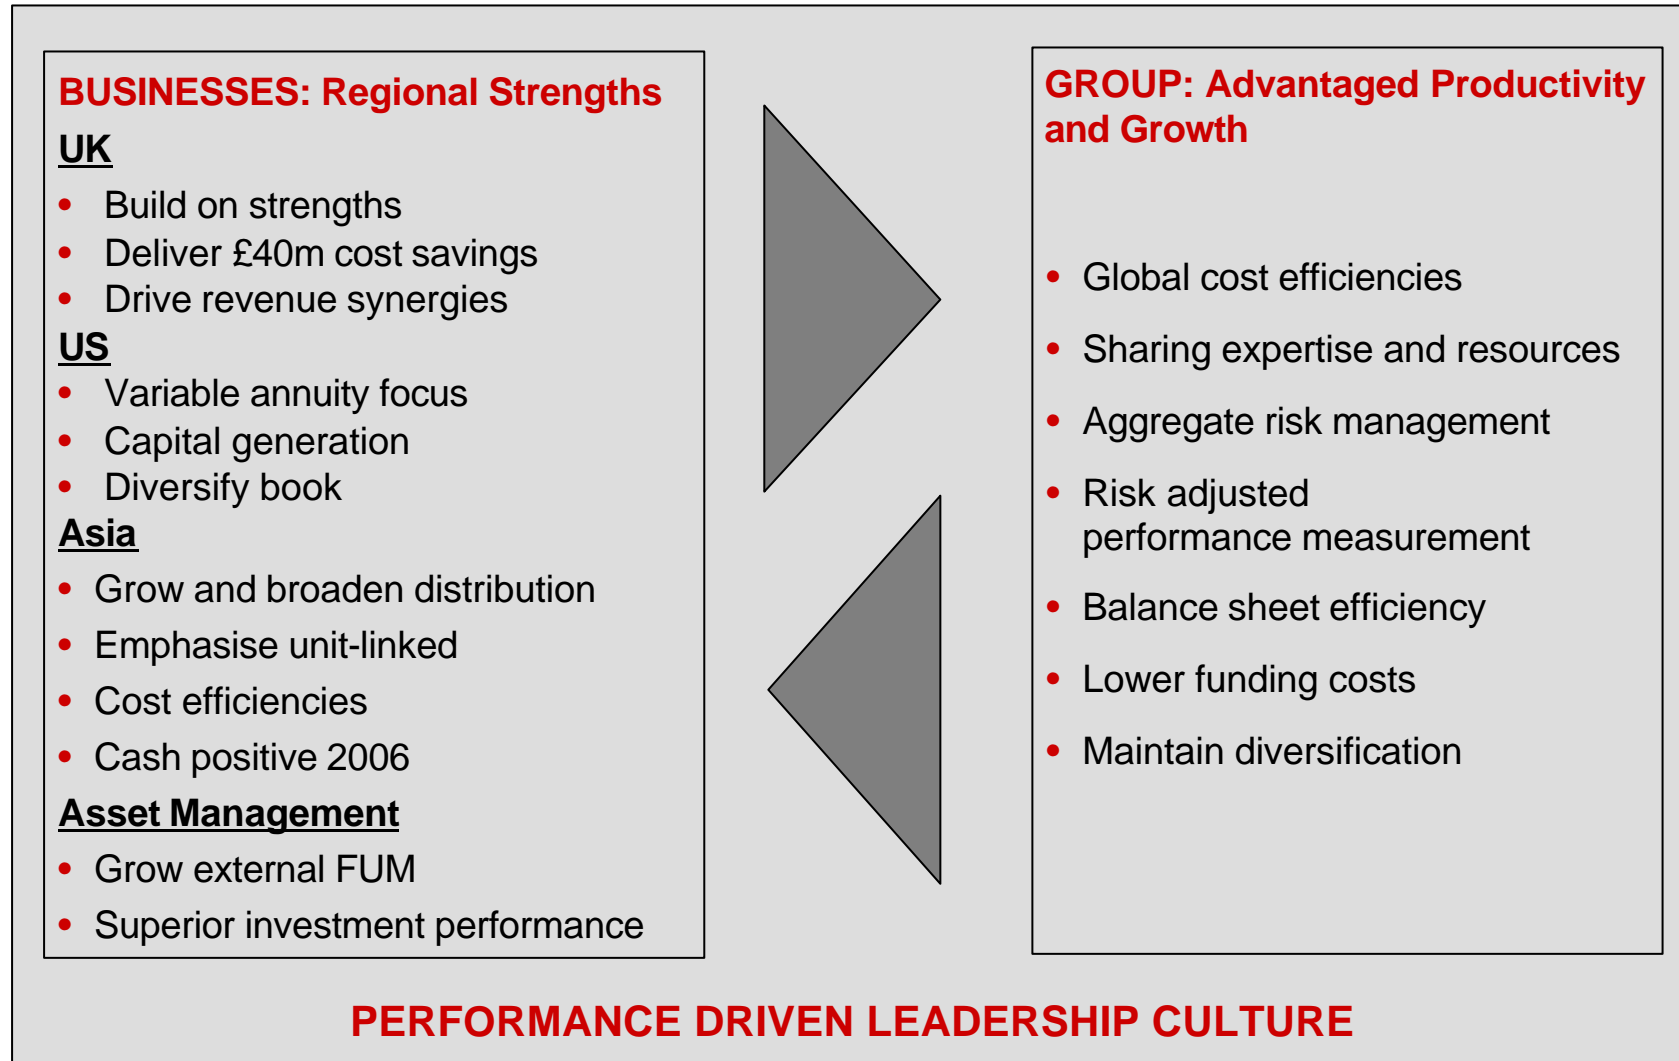 BUSINESSES: Regional Strengths
UK
• Build on strengths
• Deliver £40m cost savings
• Drive revenue synergies
US
• Variable annuity focus
• Capital generation
• Diversify book
Asia
• Grow and broaden distribution
• Emphasise unit-linked
• Cost efficiencies
• Cash positive 2006
Asset Management
• Grow external FUM
• Superior investment performance
GROUP: Advantaged Productivity
and Growth
• Global cost efficiencies
• Sharing expertise and resources
• Aggregate risk management
• Risk adjusted
performance measurement
• Balance sheet efficiency
• Lower funding costs
• Maintain diversification
PERFORMANCE DRIVEN LEADERSHIP CULTURE